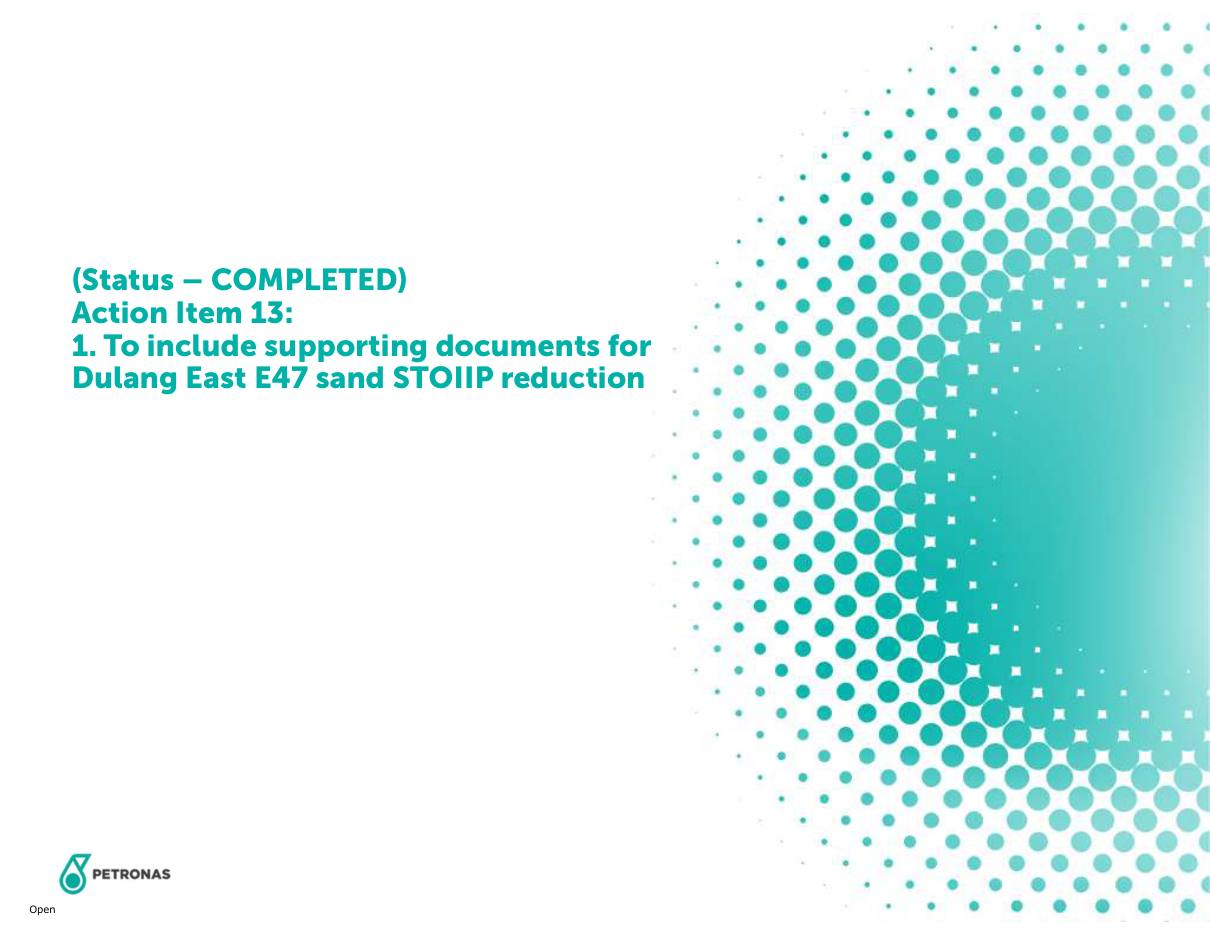 (Status – COMPLETED)
Action Item 13:
1. To include supporting documents for
Dulang East E47 sand STOIIP reduction
PETRONAS
Open